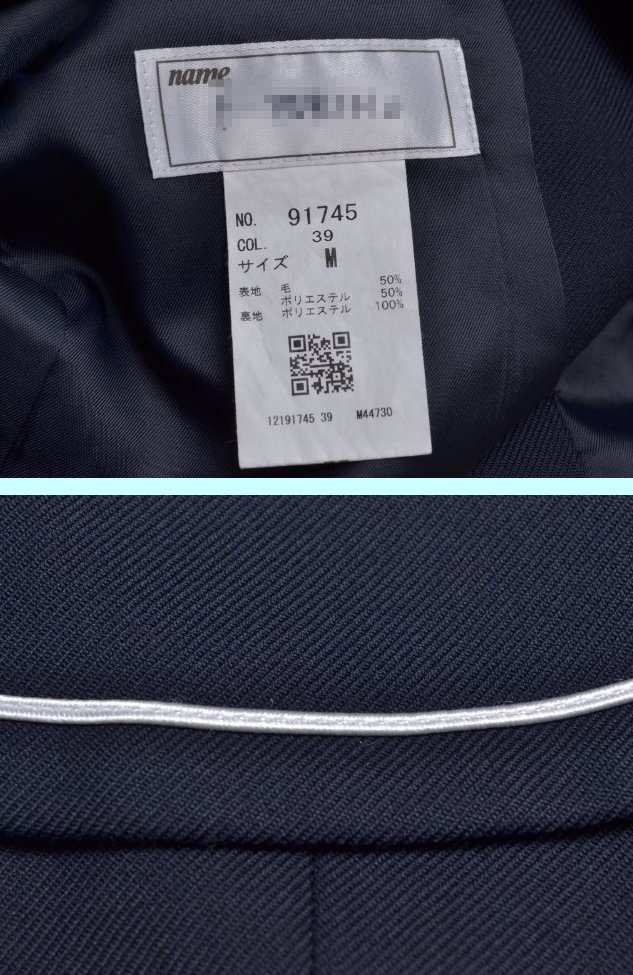 name
NO. 91745
COL. 39
サイズ M
表地 毛 50%
ポリエステル 50%
裏地 ポリエステル 100%
12191745 39 M44730